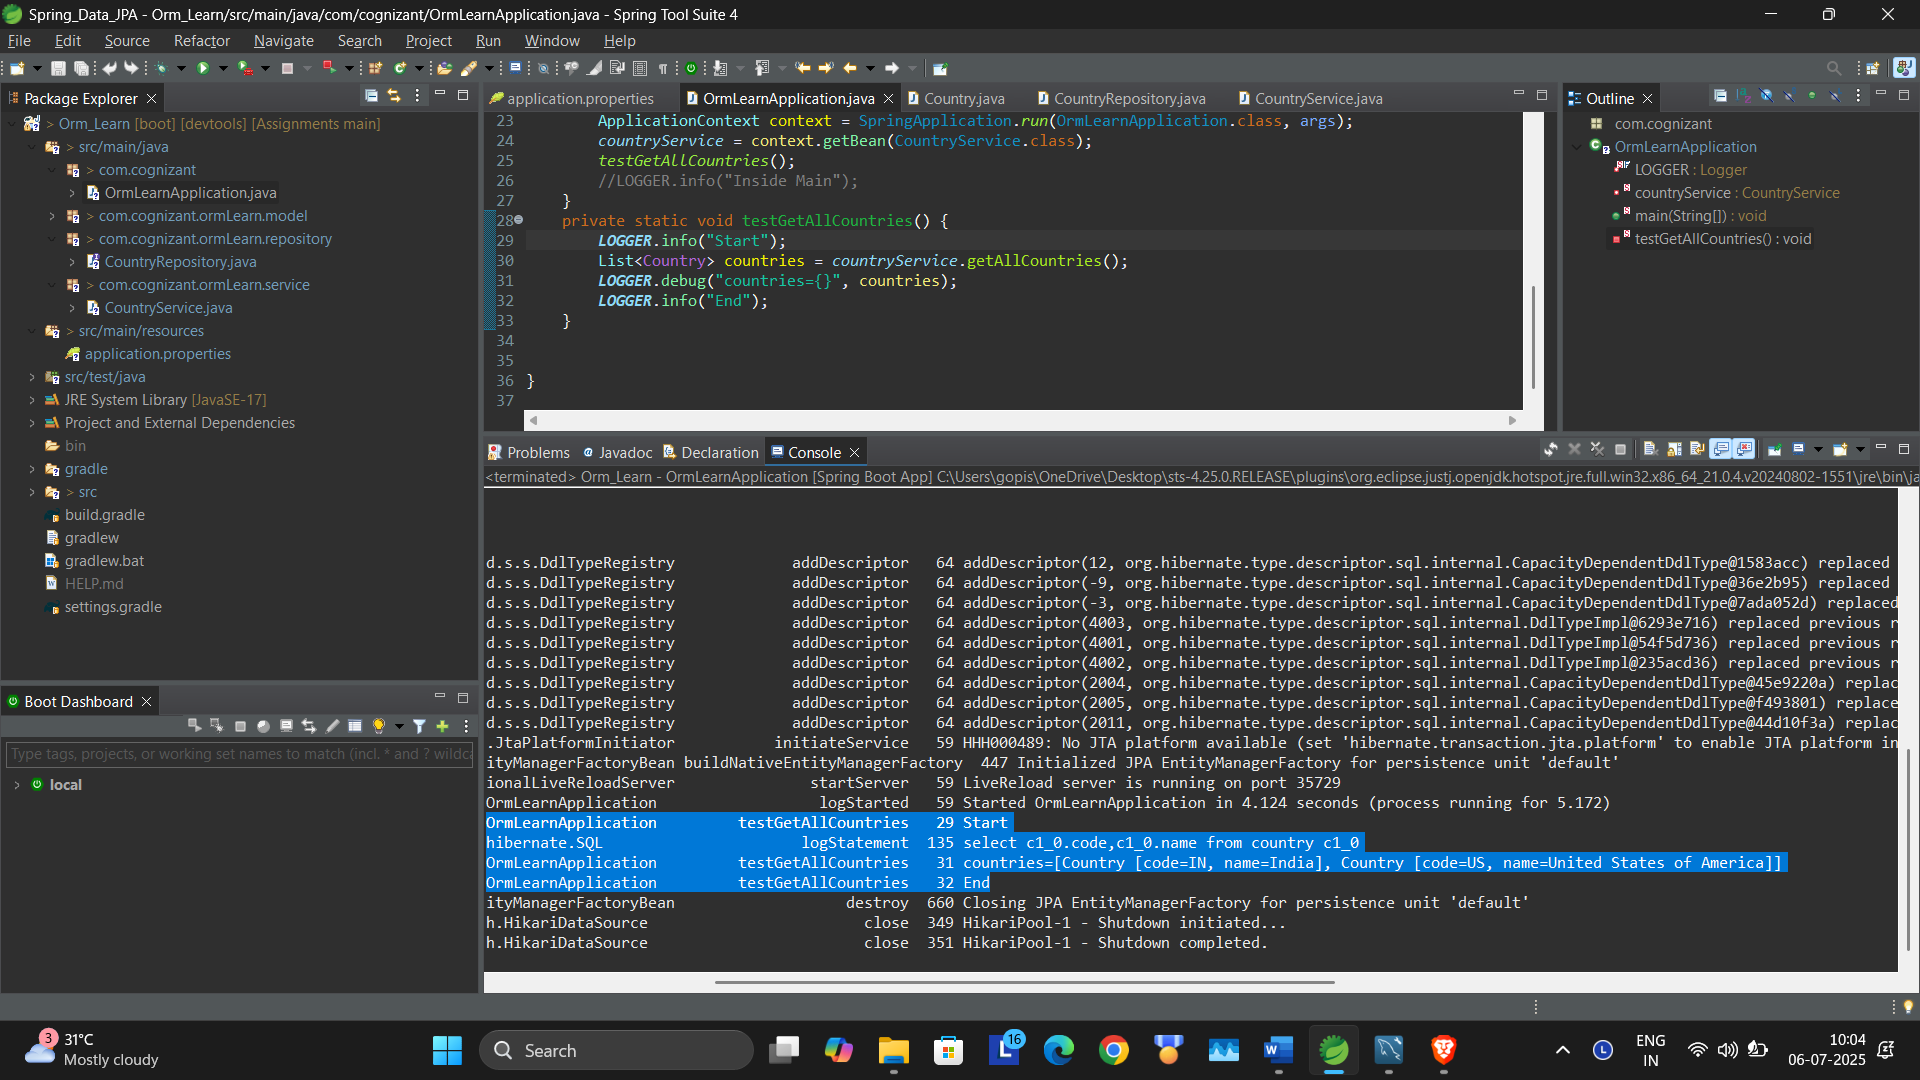 Spring_Data_JPA - Orm_Learn/src/main/java/com/cognizant/OrmLearnApplication.java - Spring Tool Suite 4
File Edit Source Refactor Navigate Search Project Run Window Help
Package Explorer
> Orm_Learn [boot] [devtools] [Assignments main]
> src/main/java
> com.cognizant
OrmLearnApplication.java
> com.cognizant.ormLearn.model
> com.cognizant.ormLearn.repository
CountryRepository.java
> com.cognizant.ormLearn.service
CountryService.java
> src/main/resources
application.properties
src/test/java
JRE System Library [JavaSE-17]
Project and External Dependencies
bin
gradle
> src
build.gradle
gradlew
gradlew.bat
HELP.md
settings.gradle
Boot Dashboard
Type tags, projects, or working set names to match (incl. * and ? wildca
local
application.properties OrmLearnApplication.java Country.java CountryRepository.java CountryService.java
23 ApplicationContext context = SpringApplication.run(OrmLearnApplication.class, args);
24 countryService = context.getBean(CountryService.class);
25 testGetAllCountries();
26 //LOGGER.info("Inside Main");
27 }
28 private static void testGetAllCountries() {
29 LOGGER.info("Start");
30 List<Country> countries = countryService.getAllCountries();
31 LOGGER.debug("countries={}", countries);
32 LOGGER.info("End");
33 }
34
35
36 }
37
Outline
com.cognizant
OrmLearnApplication
LOGGER : Logger
countryService : CountryService
main(String[]) : void
testGetAllCountries() : void
Problems Javadoc Declaration Console
<terminated> Orm_Learn - OrmLearnApplication [Spring Boot App] C:\Users\gopis\OneDrive\Desktop\sts-4.25.0.RELEASE\plugins\org.eclipse.justj.openjdk.hotspot.jre.full.win32.x86_64_21.0.4.v20240802-1551\jre\bin\ja
d.s.s.DdlTypeRegistry addDescriptor 64 addDescriptor(12, org.hibernate.type.descriptor.sql.internal.CapacityDependentDdlType@1583acc) replaced
d.s.s.DdlTypeRegistry addDescriptor 64 addDescriptor(-9, org.hibernate.type.descriptor.sql.internal.CapacityDependentDdlType@36e2b95) replaced
d.s.s.DdlTypeRegistry addDescriptor 64 addDescriptor(-3, org.hibernate.type.descriptor.sql.internal.CapacityDependentDdlType@7ada052d) replaced
d.s.s.DdlTypeRegistry addDescriptor 64 addDescriptor(4003, org.hibernate.type.descriptor.sql.internal.DdlTypeImpl@6293e716) replaced previous r
d.s.s.DdlTypeRegistry addDescriptor 64 addDescriptor(4001, org.hibernate.type.descriptor.sql.internal.DdlTypeImpl@54f5d736) replaced previous r
d.s.s.DdlTypeRegistry addDescriptor 64 addDescriptor(4002, org.hibernate.type.descriptor.sql.internal.DdlTypeImpl@235acd36) replaced previous r
d.s.s.DdlTypeRegistry addDescriptor 64 addDescriptor(2004, org.hibernate.type.descriptor.sql.internal.CapacityDependentDdlType@45e9220a) replac
d.s.s.DdlTypeRegistry addDescriptor 64 addDescriptor(2005, org.hibernate.type.descriptor.sql.internal.CapacityDependentDdlType@f493801) replace
d.s.s.DdlTypeRegistry addDescriptor 64 addDescriptor(2011, org.hibernate.type.descriptor.sql.internal.CapacityDependentDdlType@44d10f3a) replac
.JtaPlatformInitiator initiateService 59 HHH000489: No JTA platform available (set 'hibernate.transaction.jta.platform' to enable JTA platform in
ityManagerFactoryBean buildNativeEntityManagerFactory 447 Initialized JPA EntityManagerFactory for persistence unit 'default'
ionalLiveReloadServer startServer 59 LiveReload server is running on port 35729
OrmLearnApplication logStarted 59 Started OrmLearnApplication in 4.124 seconds (process running for 5.172)
OrmLearnApplication testGetAllCountries 29 Start
hibernate.SQL logStatement 135 select c1_0.code,c1_0.name from country c1_0
OrmLearnApplication testGetAllCountries 31 countries=[Country [code=IN, name=India], Country [code=US, name=United States of America]]
OrmLearnApplication testGetAllCountries 32 End
ityManagerFactoryBean destroy 660 Closing JPA EntityManagerFactory for persistence unit 'default'
h.HikariDataSource close 349 HikariPool-1 - Shutdown initiated...
h.HikariDataSource close 351 HikariPool-1 - Shutdown completed.
3 31°C
Mostly cloudy
Search
L 16
L
ENG
IN
10:04
06-07-2025